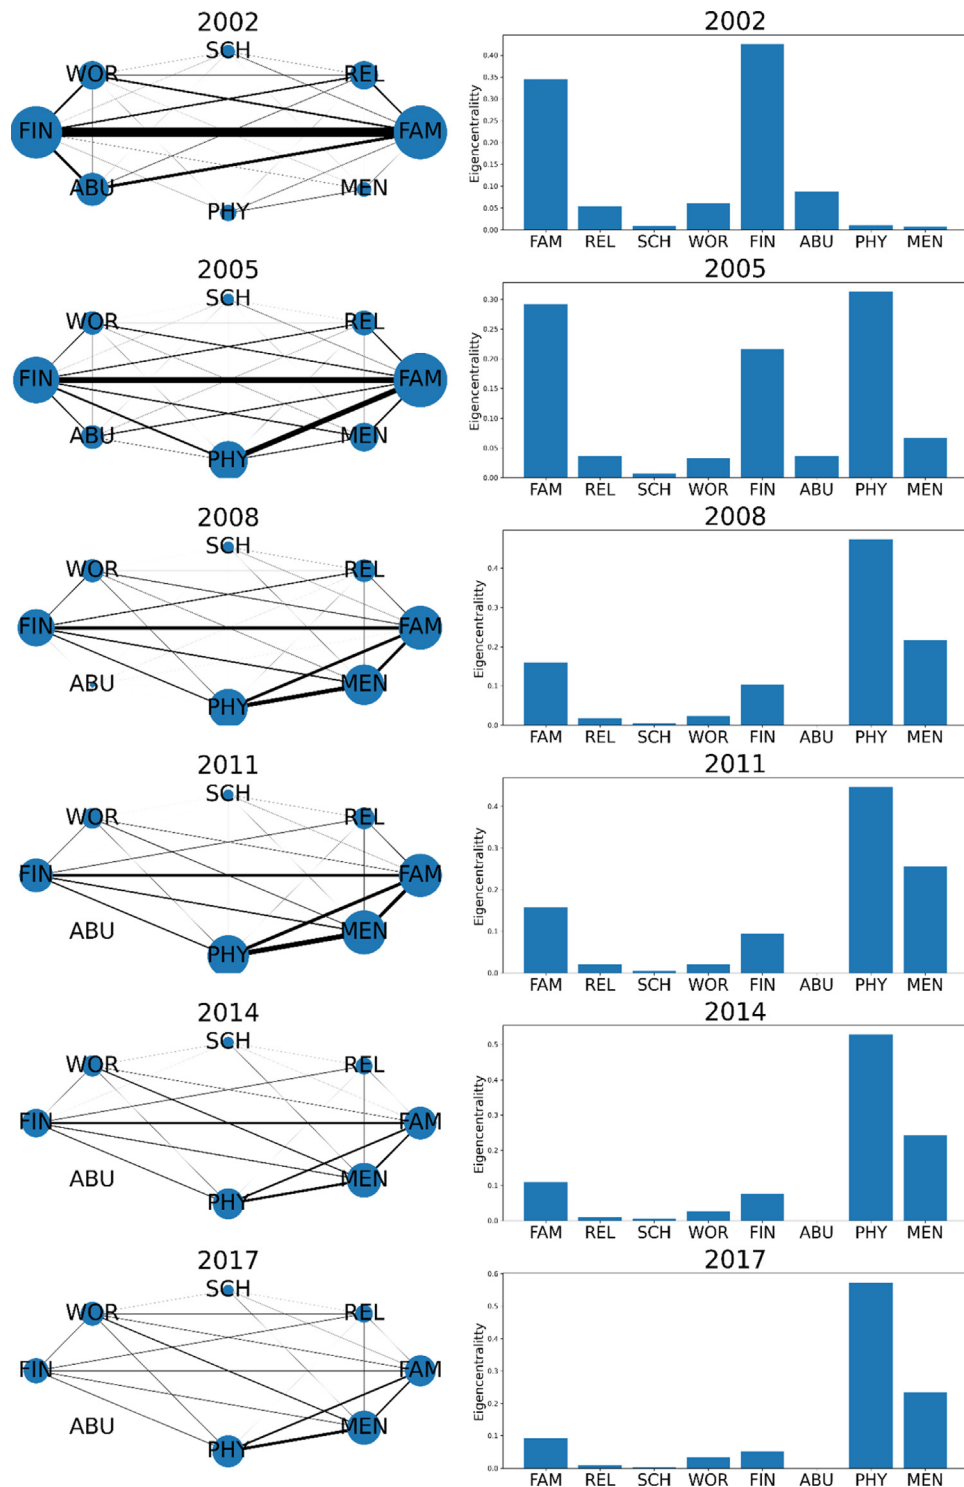 2002
SCH
WOR
REL
FIN
FAM
ABU
MEN
PHY
2002
Eigencentralitty
0.40
0.35
0.30
0.25
0.20
0.15
0.10
0.05
0.00
FAM REL SCH WOR FIN ABU PHY MEN
2005
SCH
WOR
REL
FIN
FAM
ABU
MEN
PHY
2005
Eigencentralitty
0.30
0.25
0.20
0.15
0.10
0.05
0.00
FAM REL SCH WOR FIN ABU PHY MEN
2008
SCH
WOR
REL
FIN
FAM
ABU
MEN
PHY
2008
Eigencentralitty
0.4
0.3
0.2
0.1
0.0
FAM REL SCH WOR FIN ABU PHY MEN
2011
SCH
WOR
REL
FIN
FAM
ABU
MEN
PHY
2011
Eigencentralitty
0.4
0.3
0.2
0.1
0.0
FAM REL SCH WOR FIN ABU PHY MEN
2014
SCH
WOR
REL
FIN
FAM
ABU
MEN
PHY
2014
Eigencentralitty
0.5
0.4
0.3
0.2
0.1
0.0
FAM REL SCH WOR FIN ABU PHY MEN
2017
SCH
WOR
REL
FIN
FAM
ABU
MEN
PHY
2017
Eigencentralitty
0.6
0.5
0.4
0.3
0.2
0.1
0.0
FAM REL SCH WOR FIN ABU PHY MEN